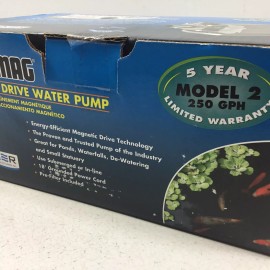 MAG
DRIVE WATER PUMP
5 YEAR
MODEL 2
250 GPH
LIMITED WARRANTY
MAGNÉTIQUE
ACCIONAMIENTO MAGNÉTICO
· Energy-Efficient Magnetic Drive Technology
· The Proven and Trusted Pump of the Industry
· Great for Ponds, Waterfalls, De-Watering
and Small Statuary
· Use Submerged or In-line
· 18' Grounded Power Cord
· Pre-Filter Included